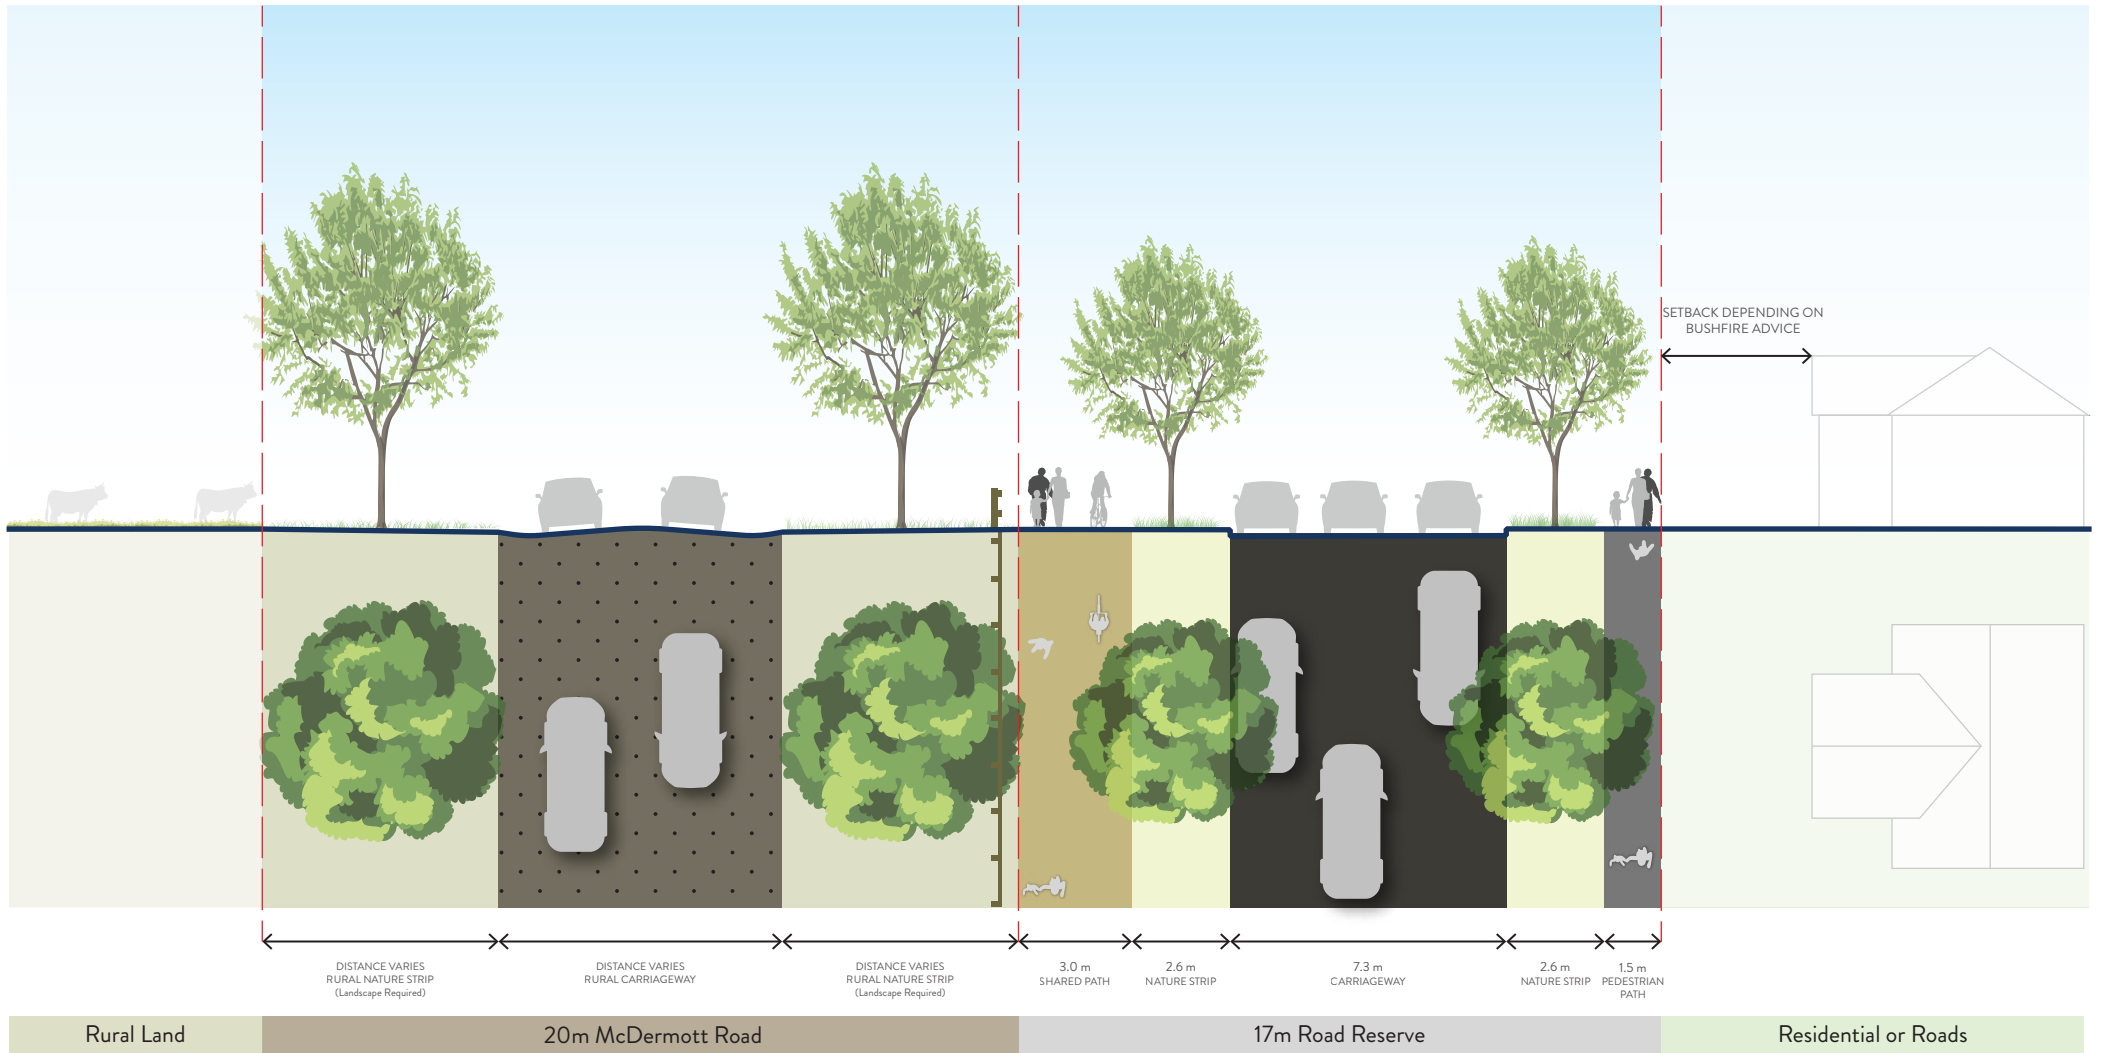 SETBACK DEPENDING ON
BUSHFIRE ADVICE
DISTANCE VARIES
RURAL NATURE STRIP
(Landscape Required)
DISTANCE VARIES
RURAL CARRIAGEWAY
DISTANCE VARIES
RURAL NATURE STRIP
(Landscape Required)
3.0 m
SHARED PATH
2.6 m
NATURE STRIP
7.3 m
CARRIAGEWAY
2.6 m
NATURE STRIP
1.5 m
PEDESTRIAN
PATH
Rural Land
20m McDermott Road
17m Road Reserve
Residential or Roads